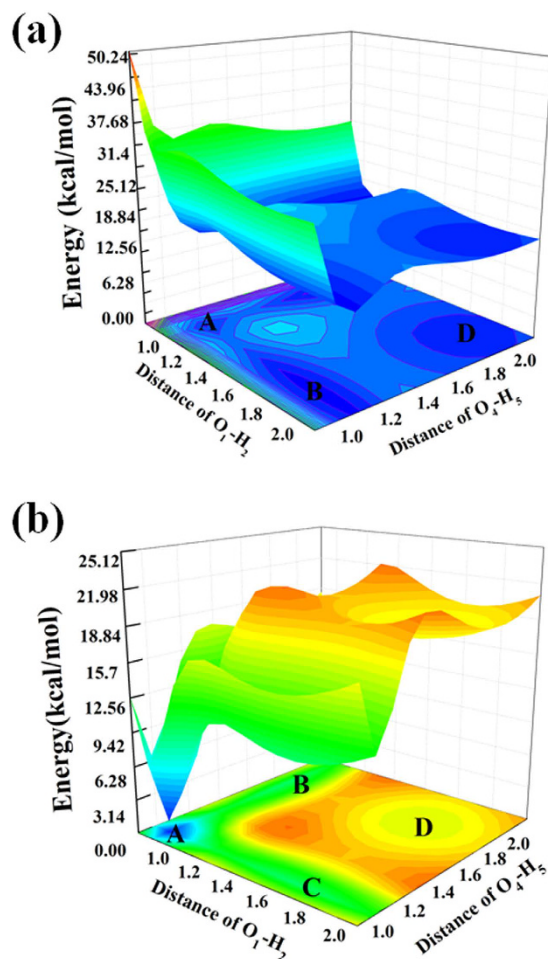 (a)
50.24
43.96
37.68
31.4
25.12
18.84
12.56
6.28
0.00
Energy (kcal/mol)
A
B
D
1.0
1.2
1.4
1.6
1.8
2.0
Distance of O₁-H₂
1.0
1.2
1.4
1.6
1.8
2.0
Distance of O₄-H₅
(b)
25.12
21.98
18.84
15.7
12.56
9.42
6.28
3.14
0.00
Energy(kcal/mol)
A
B
C
D
1.0
1.2
1.4
1.6
1.8
2.0
Distance of O₁-H₂
1.0
1.2
1.4
1.6
1.8
2.0
Distance of O₄-H₅